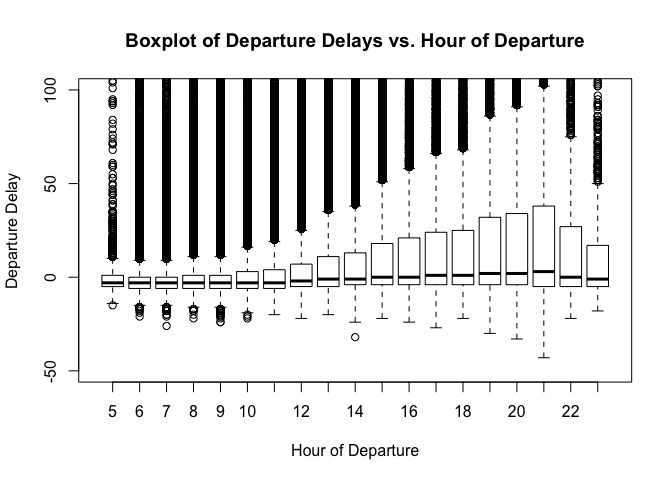 Boxplot of Departure Delays vs. Hour of Departure
100
50
0
-50
Departure Delay
5 6 7 8 9 10 12 14 16 18 20 22
Hour of Departure